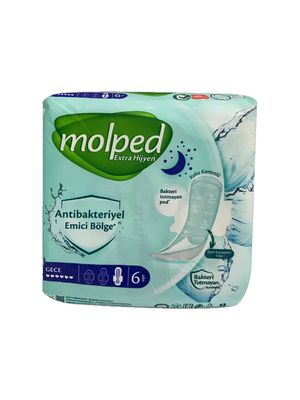 molped
Extra Hijyen
Koku Kontrolü
Bakteri
tutmayan
ped*
Antibakteriyel
Emici Bölge*
Bakteri
Tutmayan
GECE
6